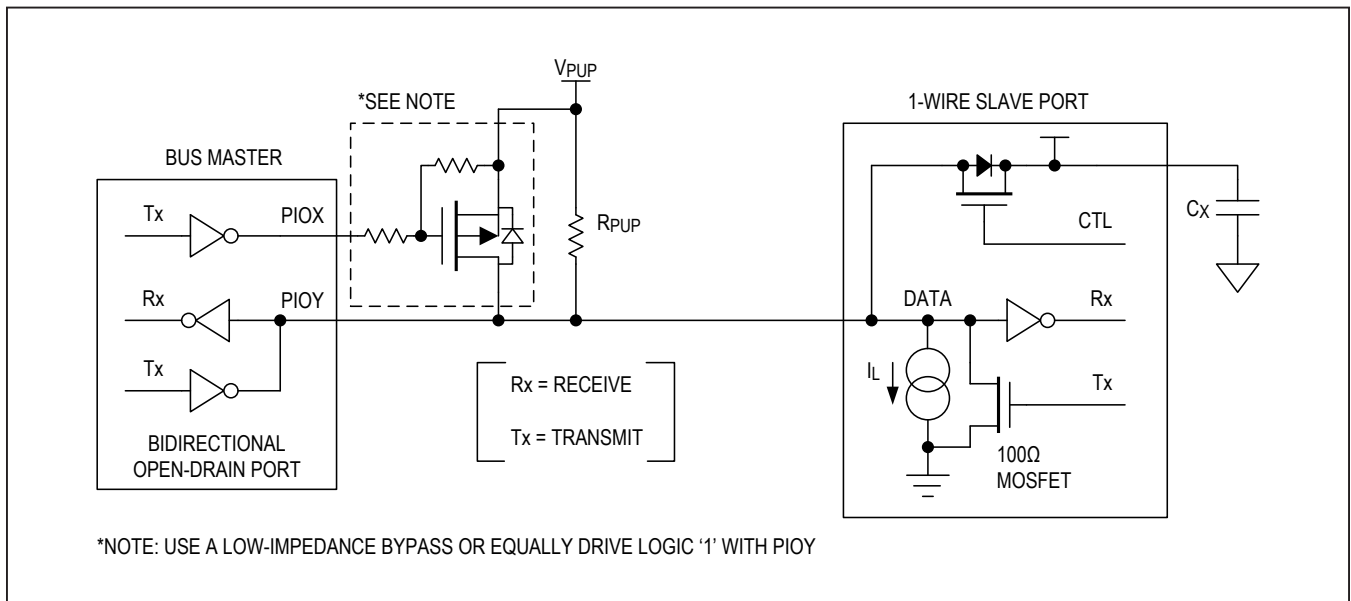 VPUP
*SEE NOTE
1-WIRE SLAVE PORT
BUS MASTER
Tx
PIOX
RPUP
CX
CTL
Rx
PIOY
DATA
Rx
Tx
IL
Tx
Rx = RECEIVE
Tx = TRANSMIT
BIDIRECTIONAL
OPEN-DRAIN PORT
100Ω
MOSFET
*NOTE: USE A LOW-IMPEDANCE BYPASS OR EQUALLY DRIVE LOGIC ‘1’ WITH PIOY